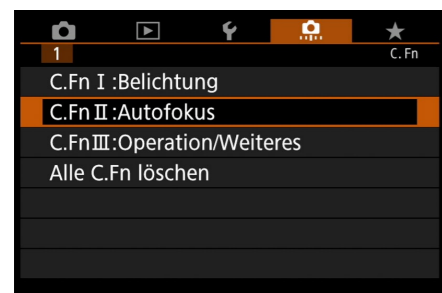 1 C.Fn
C.Fn I :Belichtung
C.Fn II :Autofokus
C.Fn III:Operation/Weiteres
Alle C.Fn löschen